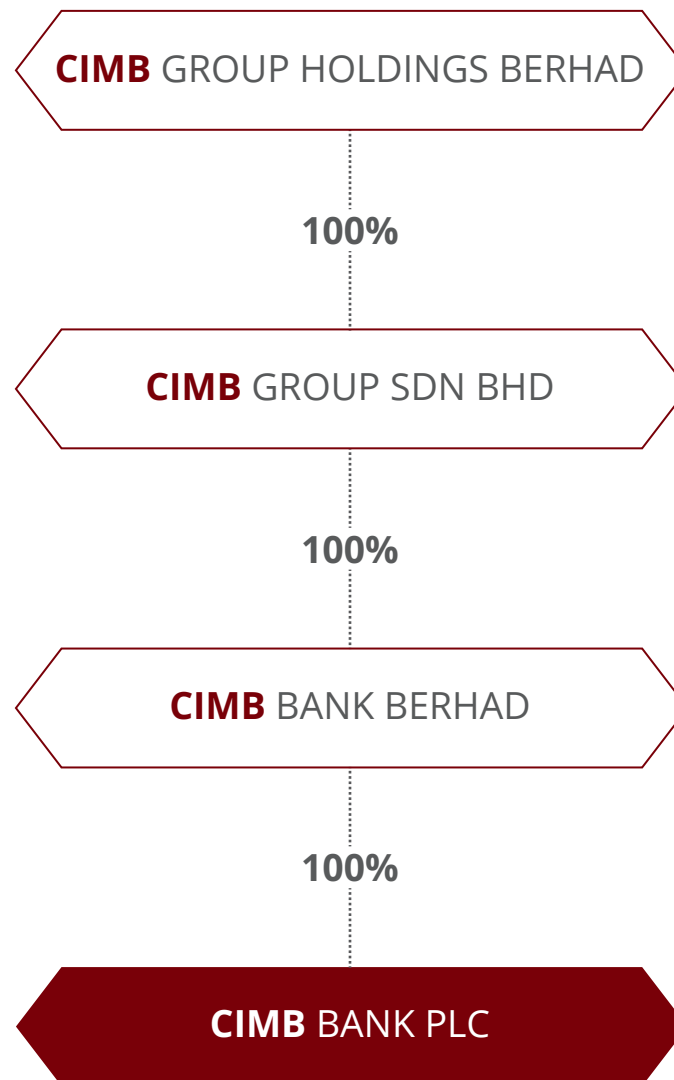 CIMB GROUP HOLDINGS BERHAD
100%
CIMB GROUP SDN BHD
100%
CIMB BANK BERHAD
100%
CIMB BANK PLC